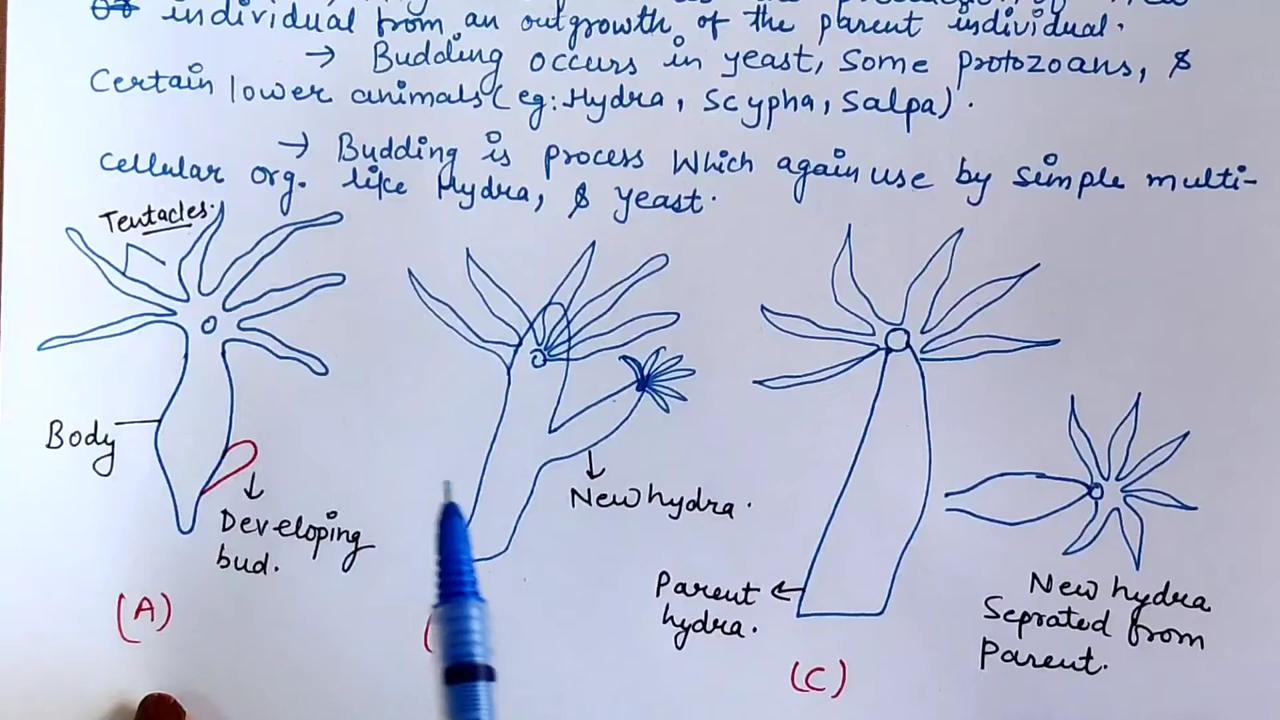 individual from an outgrowth of the parent individual.
→ Budding occurs in yeast, Some Protozoans, &
Certain lower animals (eg: Hydra, Scypha, Salpa).
→ Budding is process Which again use by Simple multi-
cellular org. like Hydra, & yeast.
Tentacles.
Body
Developing
bud.
(A)
New hydra.
Parent
hydra.
(C)
New hydra
Seprated from
Parent.